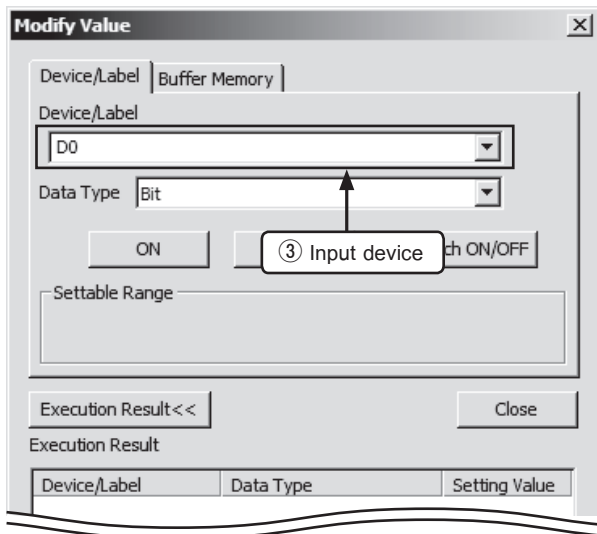 Modify Value
Device/Label Buffer Memory
Device/Label
D0
Data Type Bit
ON ③ Input device ch ON/OFF
Settable Range
Execution Result<< Close
Execution Result
Device/Label Data Type Setting Value